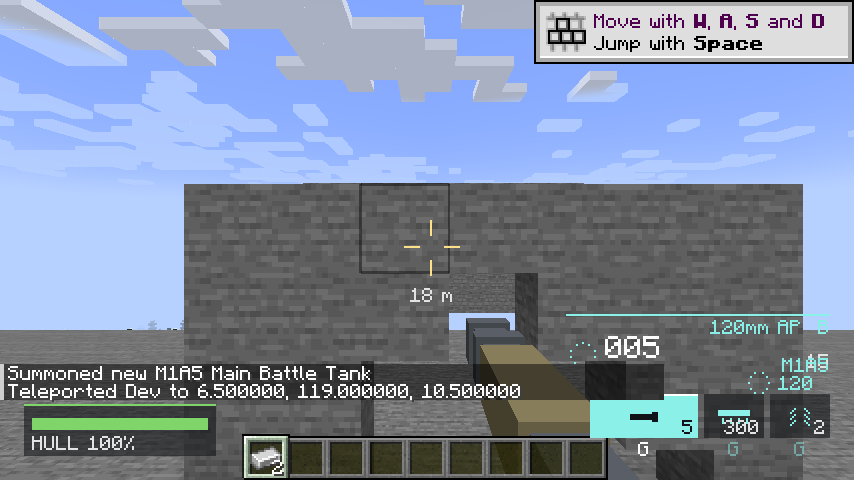 Move with W, A, S and D
Jump with Space
18 m
120mm AP
005
120
Summoned new M1A5 Main Battle Tank
Teleported Dev to 6.500000, 119.000000, 10.500000
HULL 100%
5
300
2
G
G
G
2